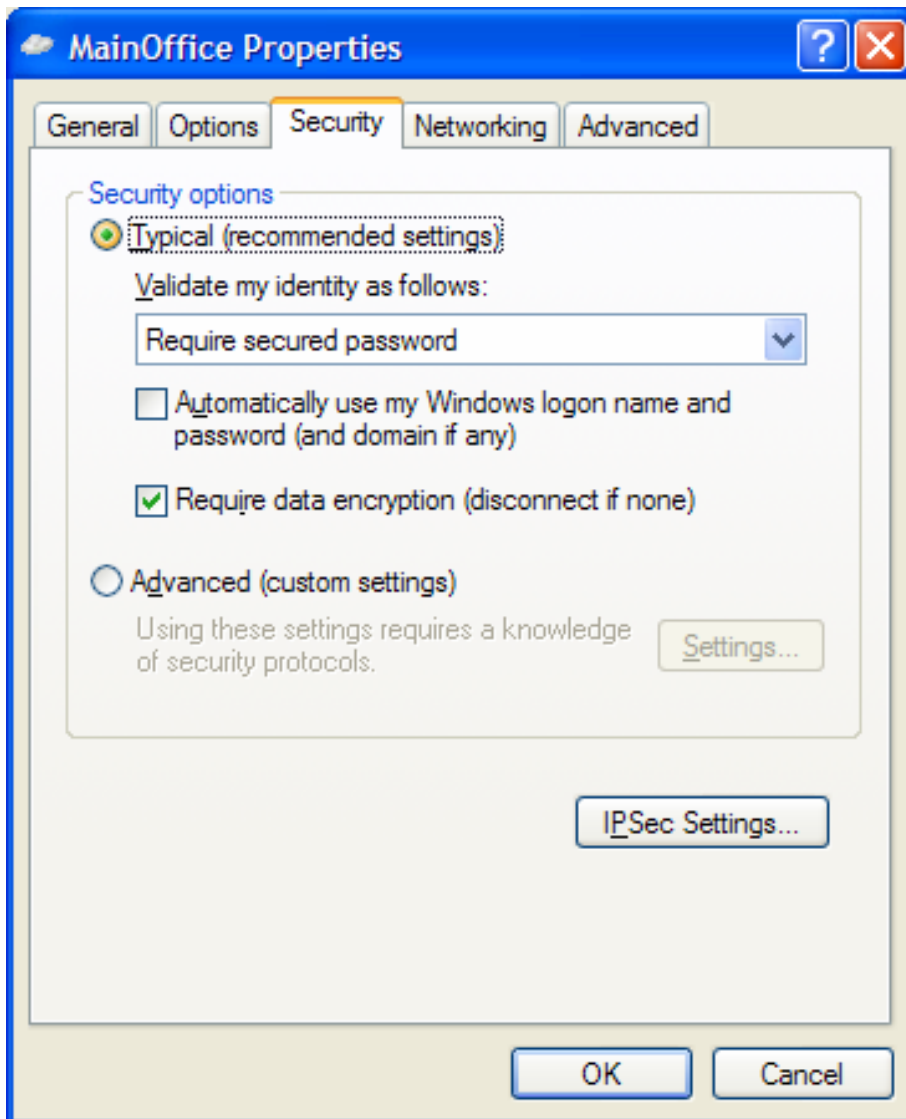 MainOffice Properties
General Options Security Networking Advanced
Security options
Typical (recommended settings)
Validate my identity as follows:
Require secured password
Automatically use my Windows logon name and
password (and domain if any)
Require data encryption (disconnect if none)
Advanced (custom settings)
Using these settings requires a knowledge
of security protocols.
Settings...
IPSec Settings...
OK Cancel